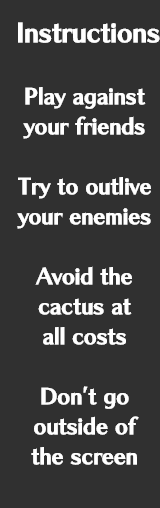 Instructions
Play against
your friends
Try to outlive
your enemies
Avoid the
cactus at
all costs
Don't go
outside of
the screen